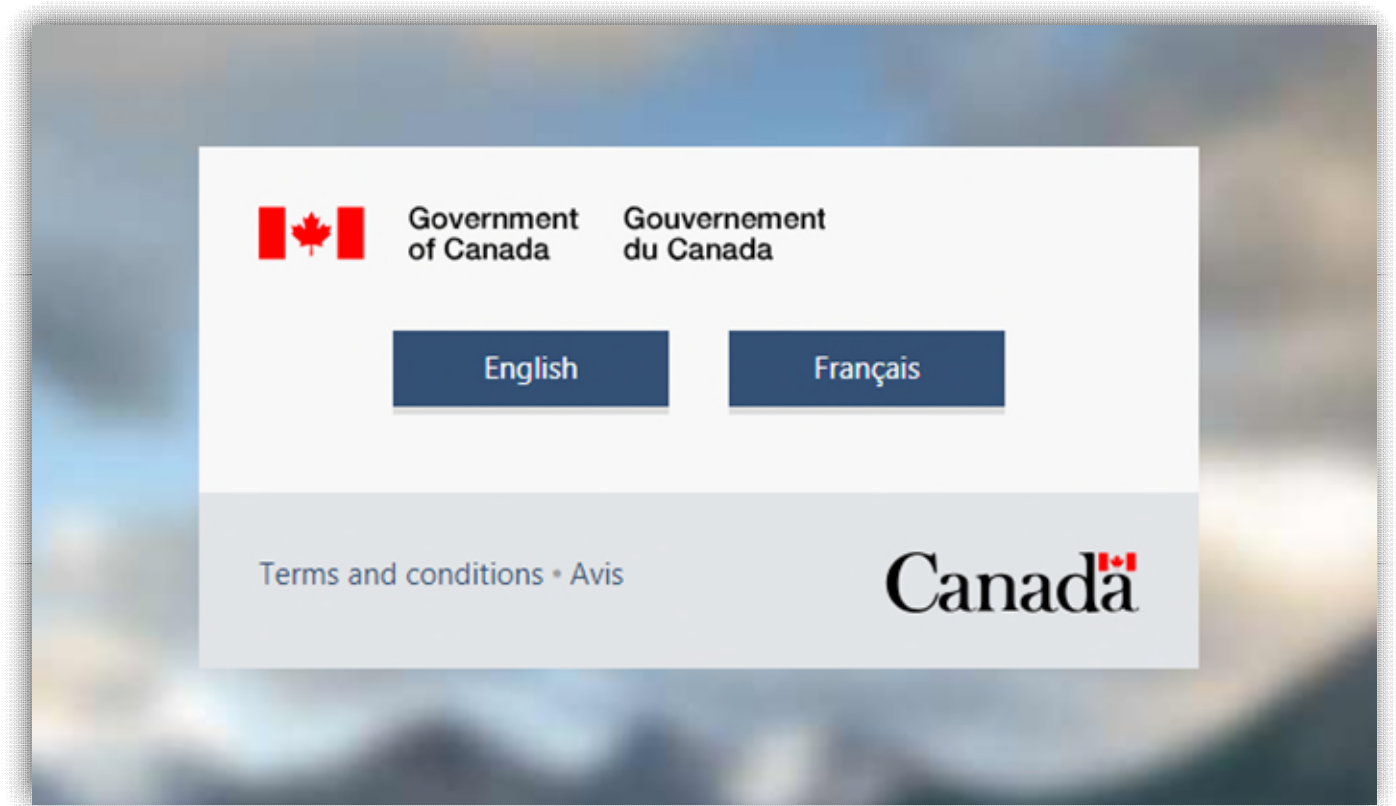 Government of Canada
Gouvernement du Canada
English
Français
Terms and conditions • Avis
Canada